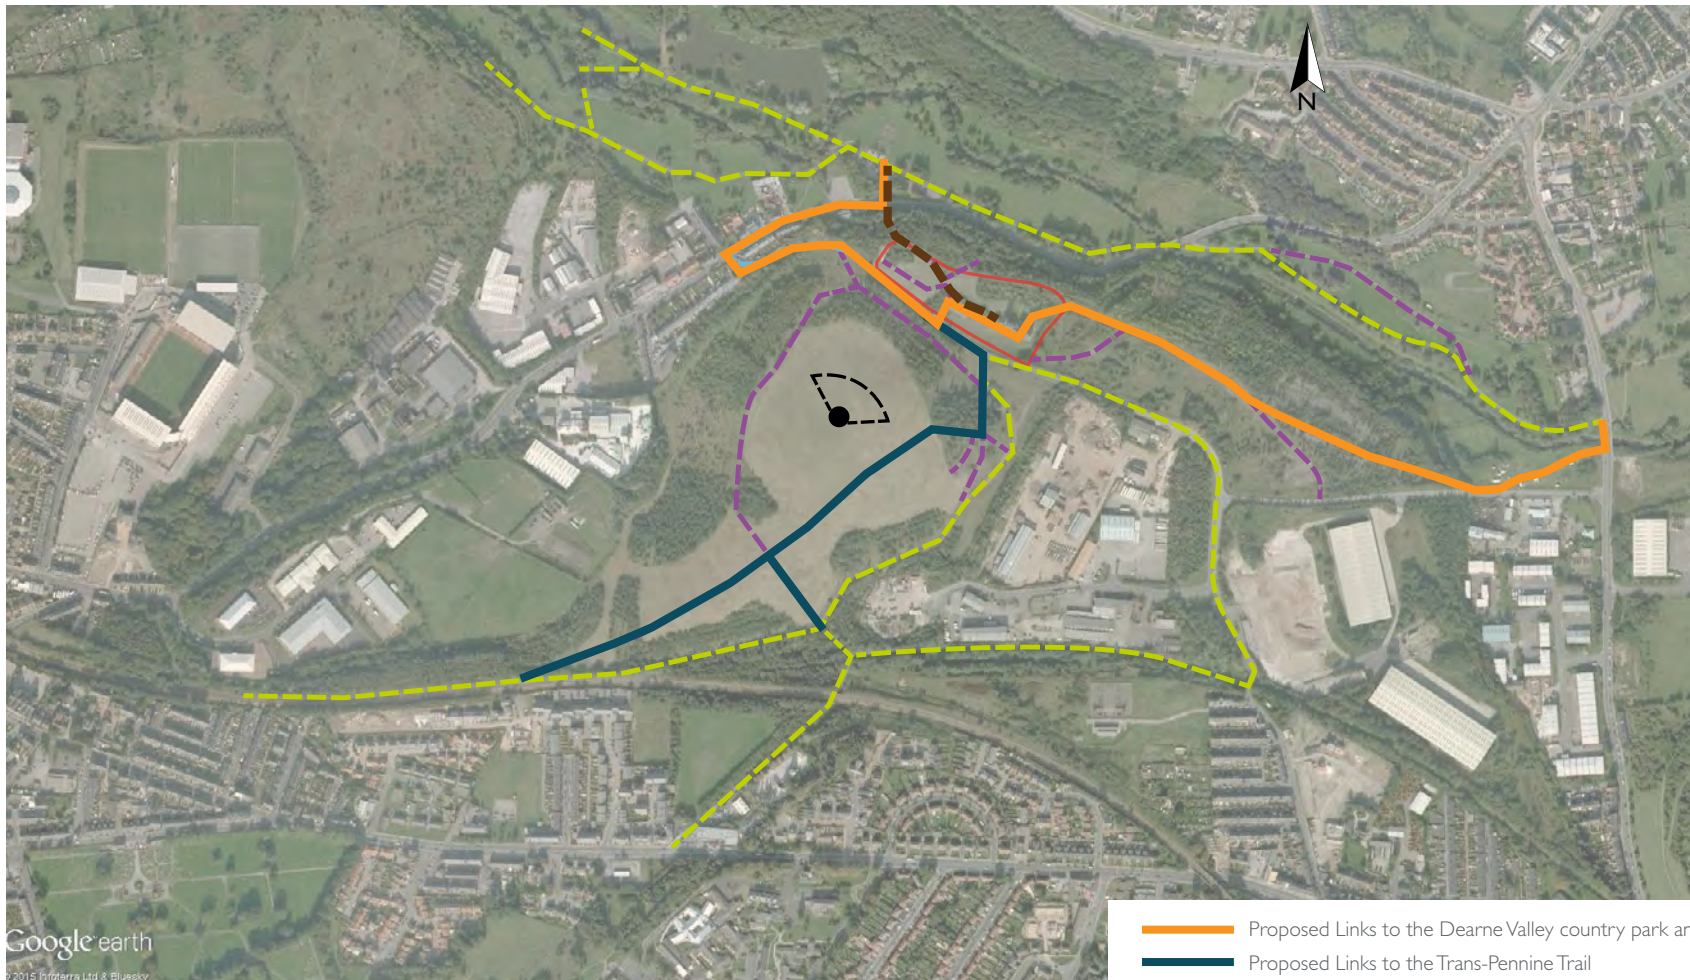 N
Proposed Links to the Dearne Valley country park ar
Proposed Links to the Trans-Pennine Trail
Google earth
© 2015 Infoterra Ltd & Bluesky